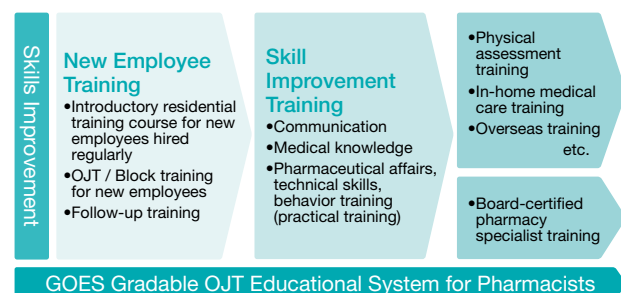 Skills Improvement
New Employee
Training
•Introductory residential
training course for new
employees hired
regularly
•OJT / Block training
for new employees
•Follow-up training
Skill
Improvement
Training
•Communication
•Medical knowledge
•Pharmaceutical affairs,
technical skills,
behavior training
(practical training)
•Physical
assessment
training
•In-home medical
care training
•Overseas training
etc.
•Board-certified
pharmacy
specialist training
GOES Gradable OJT Educational System for Pharmacists